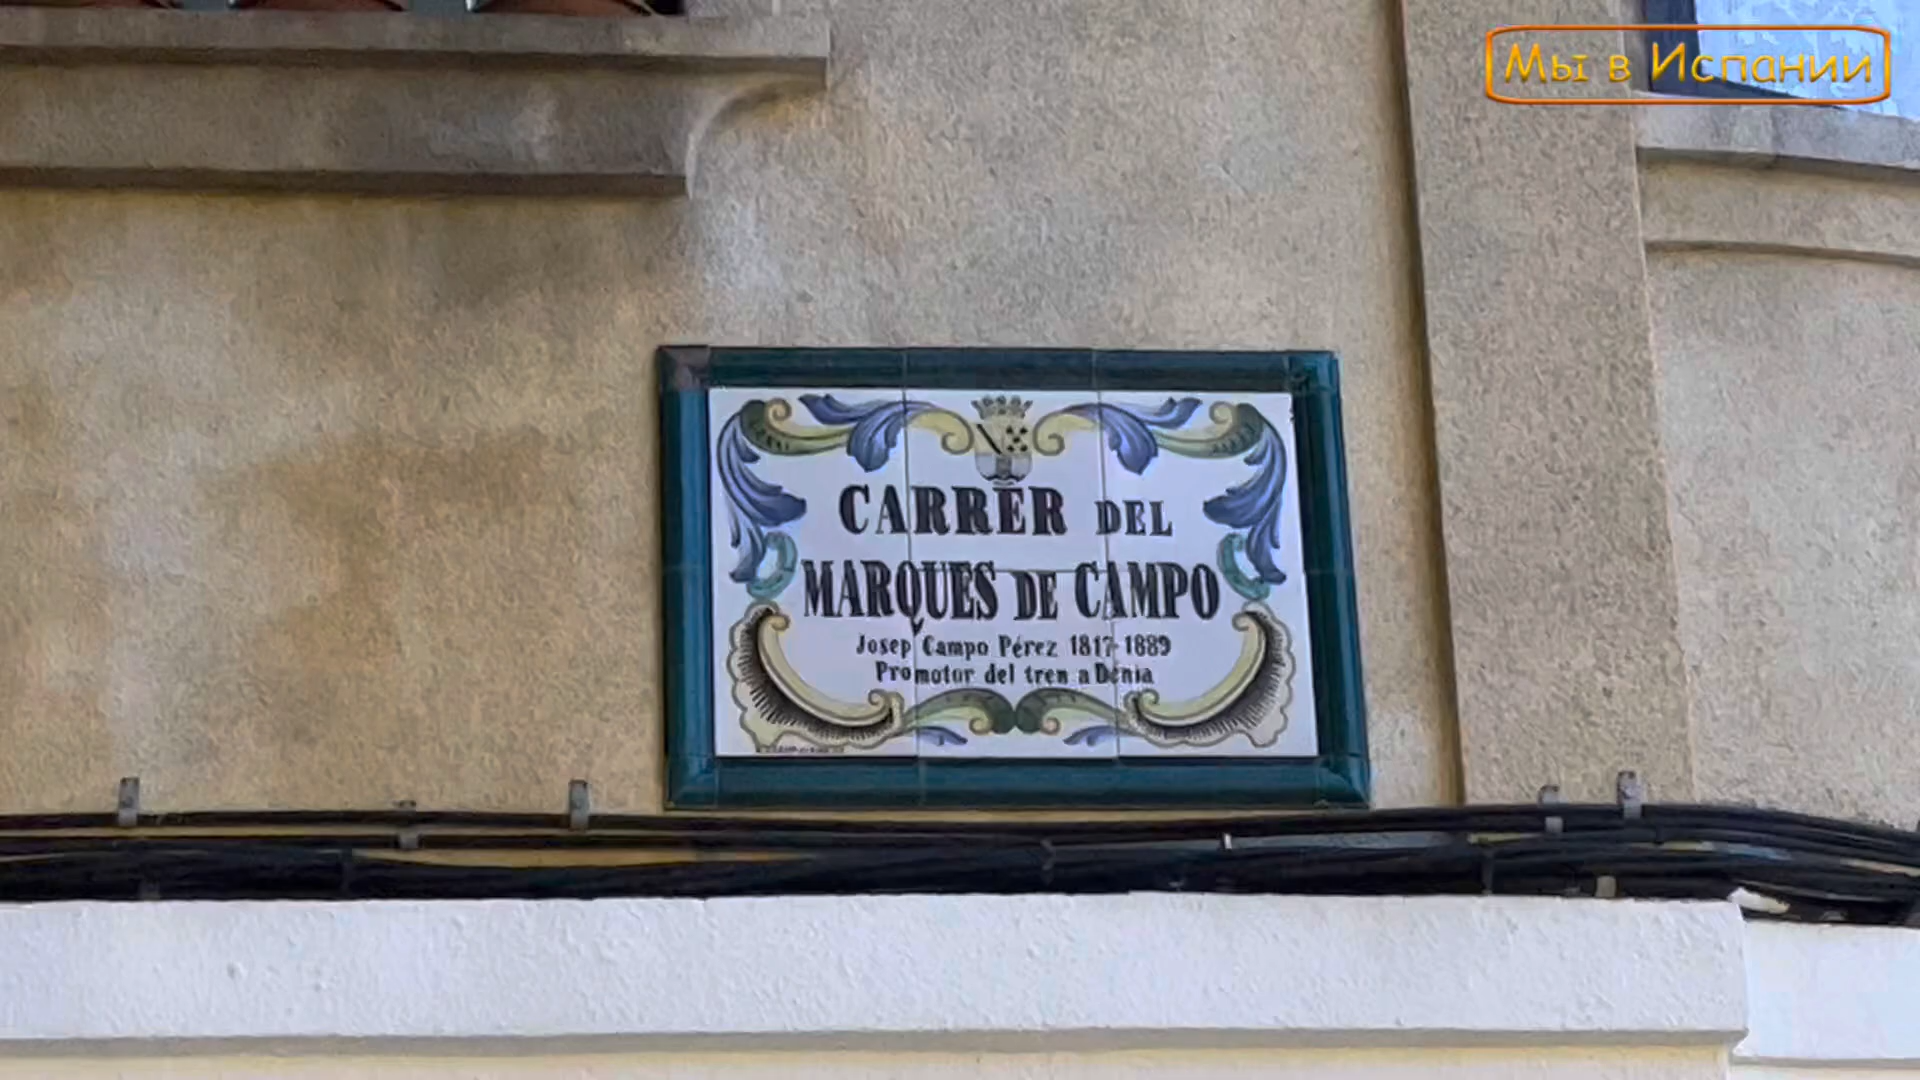 Мы в Испании
CARRER DEL
MARQUES DE CAMPO
Josep Campo Pérez 1817-1889
Promotor del tren a Dénia